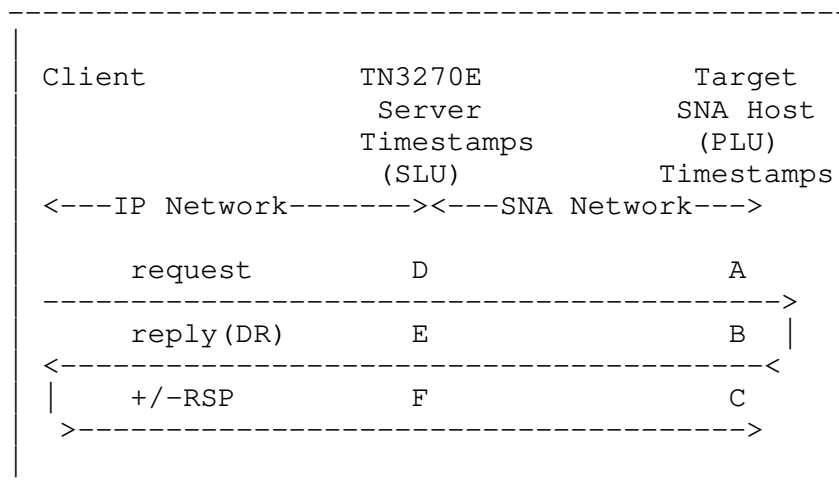 Client TN3270E Target
Server SNA Host
Timestamps (PLU)
(SLU) Timestamps
<---IP Network-------><---SNA Network--->
request D A
------------------------------------------>
reply(DR) E B |
<----------------------------------------<
| +/-RSP F C
>-------------------------------------->